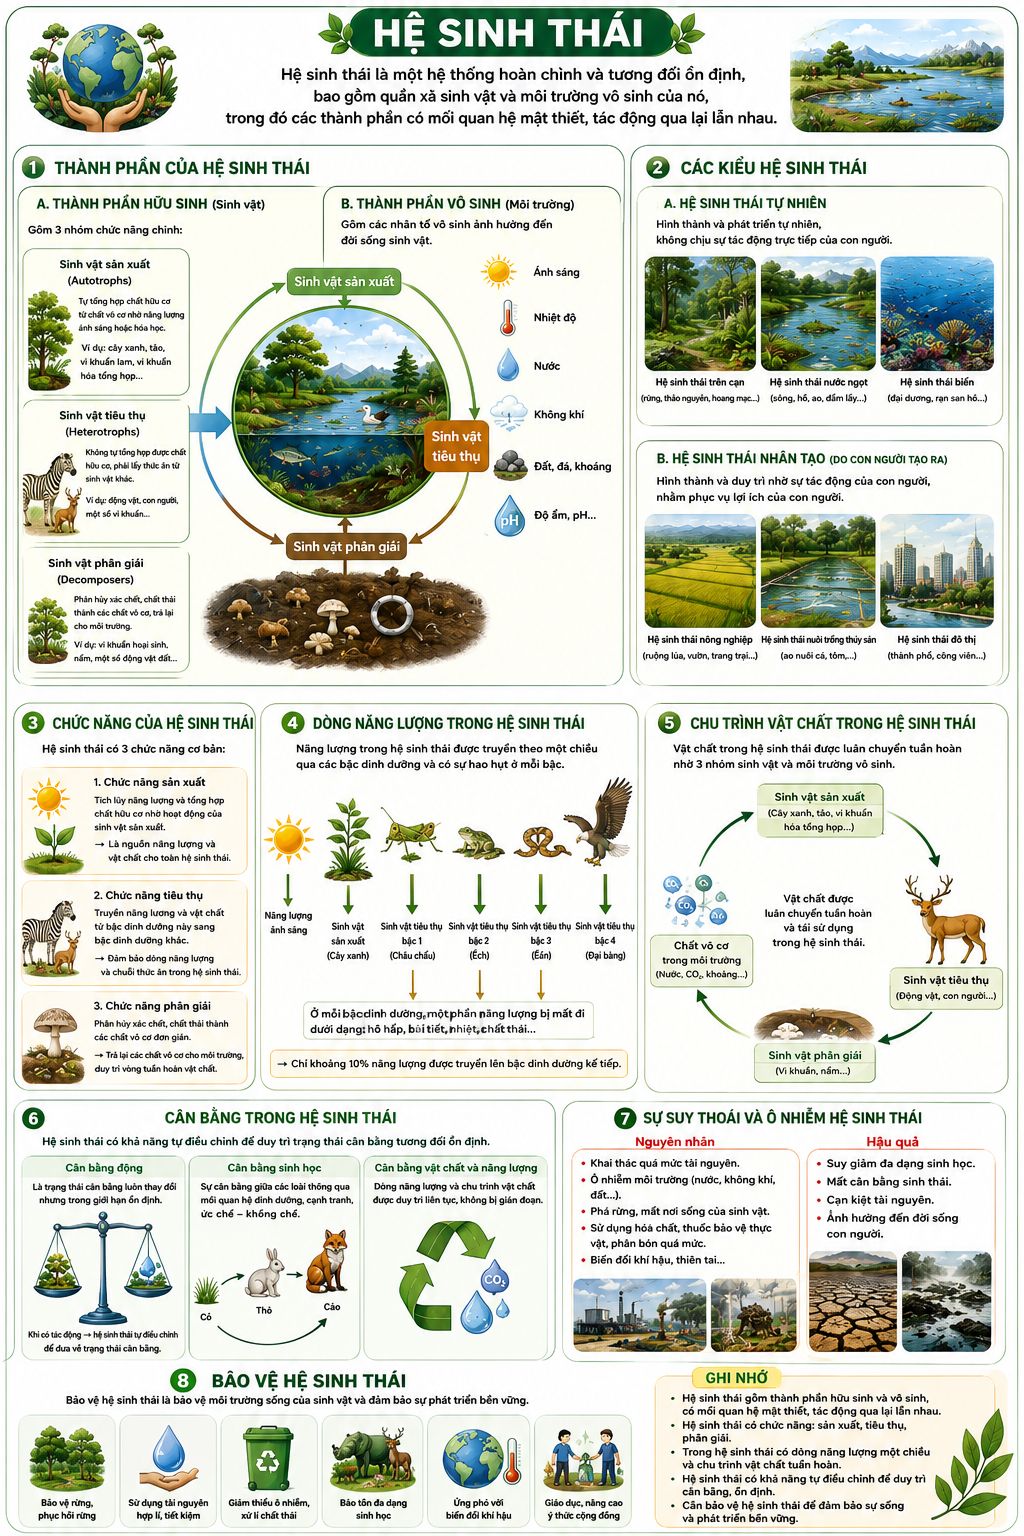 HỆ SINH THÁI
Hệ sinh thái là một hệ thống hoàn chỉnh và tương đối ổn định,
bao gồm quần xã sinh vật và môi trường vô sinh của nó,
trong đó các thành phần có mối quan hệ mật thiết, tác động qua lại lẫn nhau.
1 THÀNH PHẦN CỦA HỆ SINH THÁI
A. THÀNH PHẦN HỮU SINH (Sinh vật)
Gồm 3 nhóm chức năng chính:
Sinh vật sản xuất
(Autotrophs)
Tự tổng hợp chất hữu cơ
từ chất vô cơ nhờ năng lượng
ánh sáng hoặc hóa học.
Ví dụ: cây xanh, tảo,
vi khuẩn lam, vi khuẩn
hóa tổng hợp...
Sinh vật tiêu thụ
(Heterotrophs)
Không tự tổng hợp được chất
hữu cơ, phải lấy thức ăn từ
sinh vật khác.
Ví dụ: động vật, con người,
một số vi khuẩn...
Sinh vật phân giải
(Decomposers)
Phân hủy xác chết, chất thải
thành các chất vô cơ, trả lại
cho môi trường.
Ví dụ: vi khuẩn hoại sinh,
nấm, một số động vật đất...
B. THÀNH PHẦN VÔ SINH (Môi trường)
Gồm các nhân tố vô sinh ảnh hưởng đến
đời sống sinh vật.
Sinh vật sản xuất
Sinh vật
tiêu thụ
Sinh vật phân giải
Ánh sáng
Nhiệt độ
Nước
Không khí
Đất, đá, khoáng
pH
Độ ẩm, pH...
2 CÁC KIỂU HỆ SINH THÁI
A. HỆ SINH THÁI TỰ NHIÊN
Hình thành và phát triển tự nhiên,
không chịu sự tác động trực tiếp của con người.
Hệ sinh thái trên cạn
(rừng, thảo nguyên, hoang mạc...)
Hệ sinh thái nước ngọt
(sông, hồ, ao, đầm lầy...)
Hệ sinh thái biển
(đại dương, rạn san hô...)
B. HỆ SINH THÁI NHÂN TẠO (DO CON NGƯỜI TẠO RA)
Hình thành và duy trì nhờ sự tác động của con người,
nhằm phục vụ lợi ích của con người.
Hệ sinh thái nông nghiệp
(ruộng lúa, vườn, trang trại...)
Hệ sinh thái nuôi trồng thủy sản
(ao nuôi cá, tôm,...)
Hệ sinh thái đô thị
(thành phố, công viên...)
3 CHỨC NĂNG CỦA HỆ SINH THÁI
Hệ sinh thái có 3 chức năng cơ bản:
1. Chức năng sản xuất
Tích lũy năng lượng và tổng hợp
chất hữu cơ nhờ hoạt động của
sinh vật sản xuất.
→ Là nguồn năng lượng và
vật chất cho toàn hệ sinh thái.
2. Chức năng tiêu thụ
Truyền năng lượng và vật chất
từ bậc dinh dưỡng này sang
bậc dinh dưỡng khác.
→ Đảm bảo dòng năng lượng
và chuỗi thức ăn trong hệ sinh thái.
3. Chức năng phân giải
Phân hủy xác chết, chất thải thành
các chất vô cơ đơn giản.
→ Trả lại các chất vô cơ cho môi trường,
duy trì vòng tuần hoàn vật chất.
4 DÒNG NĂNG LƯỢNG TRONG HỆ SINH THÁI
Năng lượng trong hệ sinh thái được truyền theo một chiều
qua các bậc dinh dưỡng và có sự hao hụt ở mỗi bậc.
Năng lượng
ánh sáng
Sinh vật
sản xuất
(Cây xanh)
Sinh vật tiêu thụ
bậc 1
(Châu chấu)
Sinh vật tiêu thụ
bậc 2
(Ếch)
Sinh vật tiêu thụ
bậc 3
Sinh vật tiêu thụ
bậc 4
(Đại bàng)
Ở mỗi bậc dinh dưỡng, một phần năng lượng bị mất đi
dưới dạng: hô hấp, bài tiết, nhiệt, chất thải...
→ Chỉ khoảng 10% năng lượng được truyền lên bậc dinh dưỡng kế tiếp.
5 CHU TRÌNH VẬT CHẤT TRONG HỆ SINH THÁI
Vật chất trong hệ sinh thái được luân chuyển tuần hoàn
nhờ 3 nhóm sinh vật và môi trường vô sinh.
Sinh vật sản xuất
(Cây xanh, tảo, vi khuẩn
hóa tổng hợp...)
CO₂
Vật chất được
luân chuyển tuần hoàn
và tái sử dụng
trong hệ sinh thái.
Chất vô cơ
trong môi trường
(Nước, CO₂, khoáng...)
Sinh vật tiêu thụ
(Động vật, con người...)
Sinh vật phân giải
(Vi khuẩn, nấm...)
6 CÂN BẰNG TRONG HỆ SINH THÁI
Hệ sinh thái có khả năng tự điều chỉnh để duy trì trạng thái cân bằng tương đối ổn định.
Cân bằng động
Là trạng thái cân bằng luôn thay đổi
nhưng trong giới hạn ổn định.
Khi có tác động → hệ sinh thái tự điều chỉnh
để đưa về trạng thái cân bằng.
Cân bằng sinh học
Sự cân bằng giữa các loài thông qua
mối quan hệ dinh dưỡng, cạnh tranh,
ức chế – khống chế.
Cỏ
Thỏ
Cáo
Cân bằng vật chất và năng lượng
Dòng năng lượng và chu trình vật chất
được duy trì liên tục, không bị gián đoạn.
CO₂
7 SỰ SUY THOÁI VÀ Ô NHIỄM HỆ SINH THÁI
Nguyên nhân
• Khai thác quá mức tài nguyên.
• Ô nhiễm môi trường (nước, không khí,
đất...).
• Phá rừng, mất nơi sống của sinh vật.
• Sử dụng hóa chất, thuốc bảo vệ thực
vật, phân bón quá mức.
• Biến đổi khí hậu, thiên tai...
Hậu quả
• Suy giảm đa dạng sinh học.
• Mất cân bằng sinh thái.
• Cạn kiệt tài nguyên.
• Ảnh hưởng đến đời sống
con người.
8 BẢO VỆ HỆ SINH THÁI
Bảo vệ hệ sinh thái là bảo vệ môi trường sống của sinh vật và đảm bảo sự phát triển bền vững.
Bảo vệ rừng,
phục hồi rừng
Sử dụng tài nguyên
hợp lí, tiết kiệm
Giảm thiểu ô nhiễm,
xử lí chất thải
Bảo tồn đa dạng
sinh học
Ứng phó với
biến đổi khí hậu
Giáo dục, nâng cao
ý thức cộng đồng
GHI NHỚ
• Hệ sinh thái gồm thành phần hữu sinh và vô sinh,
có mối quan hệ mật thiết, tác động qua lại lẫn nhau.
• Hệ sinh thái có chức năng: sản xuất, tiêu thụ,
phân giải.
• Trong hệ sinh thái có dòng năng lượng một chiều
và chu trình vật chất tuần hoàn.
• Hệ sinh thái có khả năng tự điều chỉnh để duy trì
cân bằng, ổn định.
• Cần bảo vệ hệ sinh thái để đảm bảo sự sống
và phát triển bền vững.